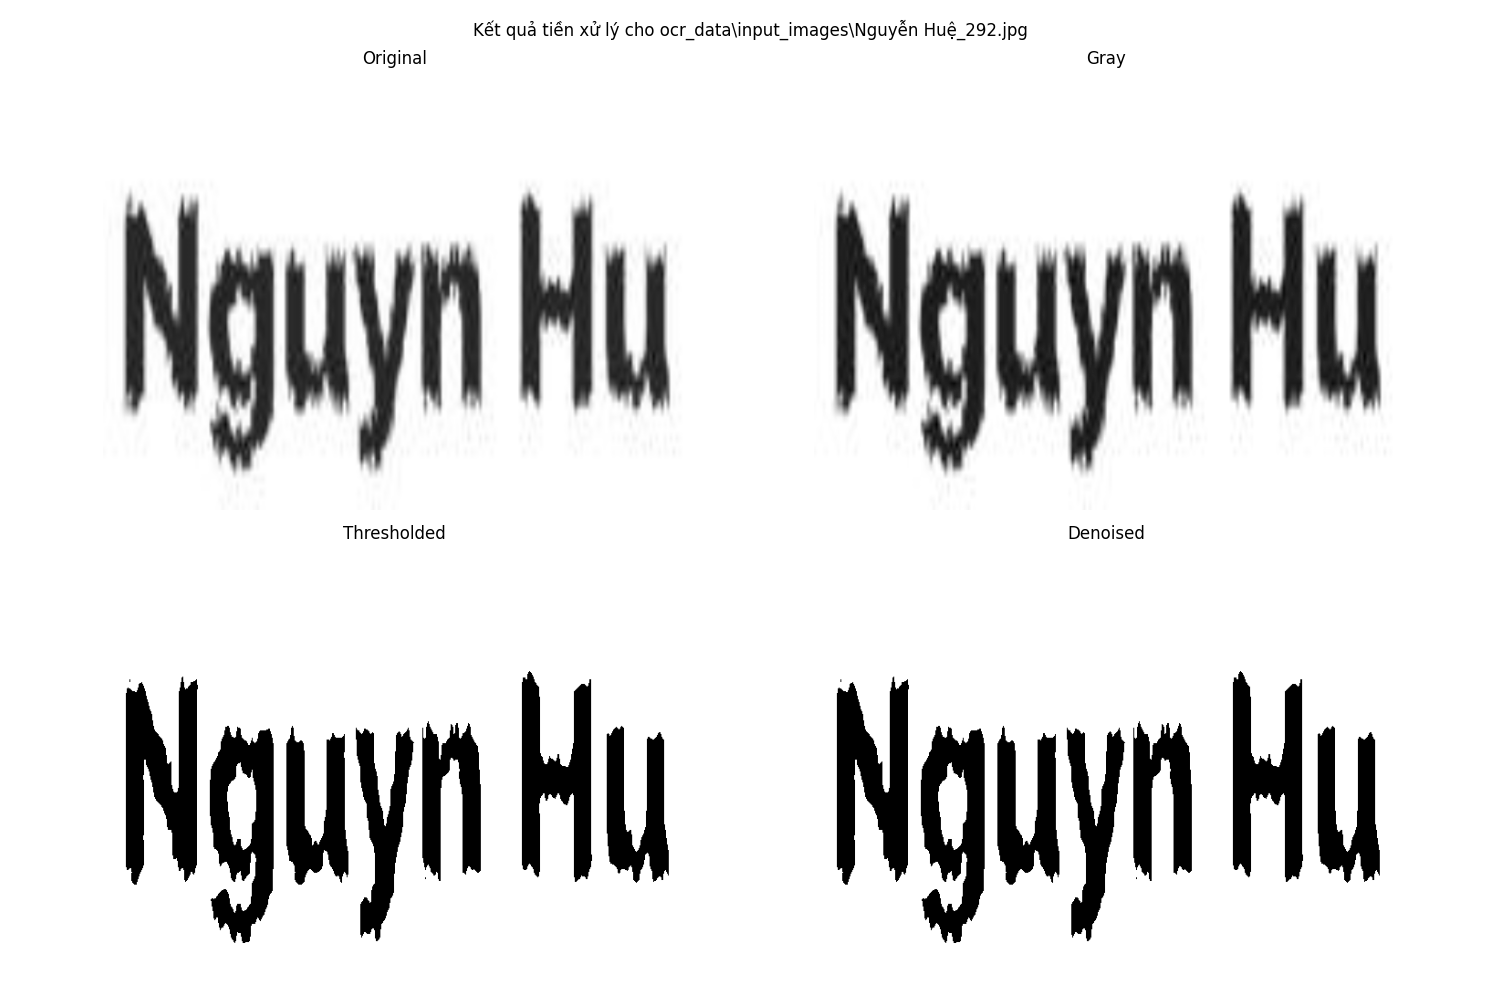 Kết quả tiền xử lý cho ocr_data\input_images\Nguyễn Huệ_292.jpg
Original
Gray
Nguyn Hu
Nguyn Hu
Thresholded
Denoised
Nguyn Hu
Nguyn Hu